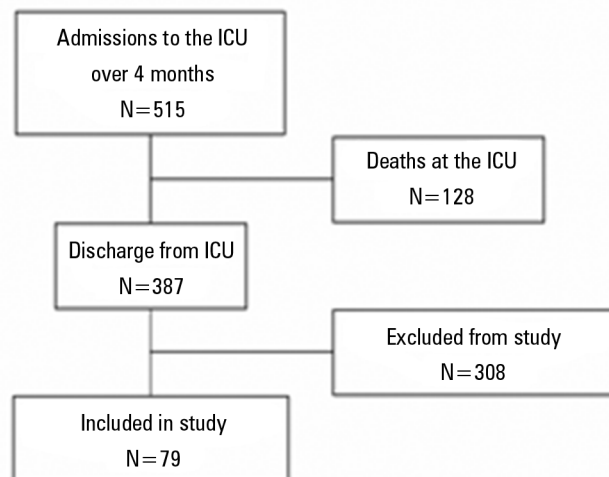 Admissions to the ICU
over 4 months
N=515
Deaths at the ICU
N=128
Discharge from ICU
N=387
Excluded from study
N=308
Included in study
N=79